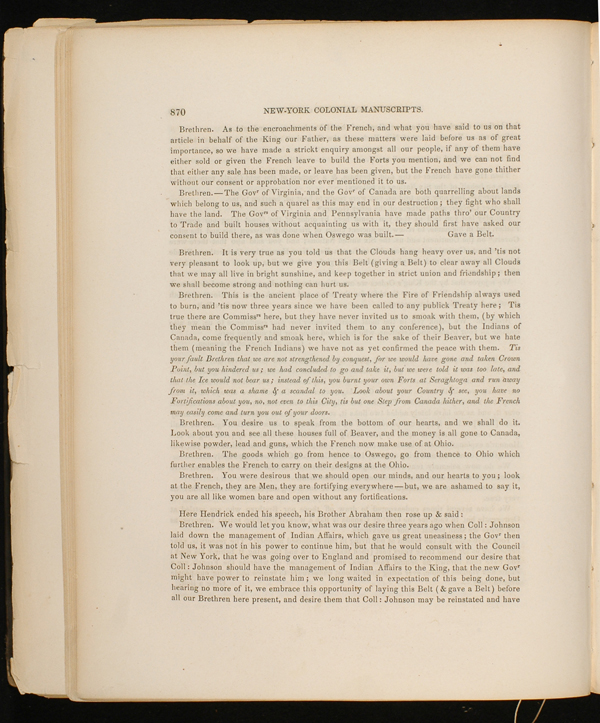 870 NEW-YORK COLONIAL MANUSCRIPTS.
Brethren. As to the encroachments of the French, and what you have said to us on that
article in behalf of the King our Father, as these matters were laid before us as of great
importance, so we have made a strickt enquiry amongst all our people, if any of them have
either sold or given the French leave to build the Forts you mention, and we can not find
that either any sale has been made, or leave has been given, but the French have gone thither
without our consent or approbation nor ever mentioned it to us.
Brethren.—The Govr of Virginia, and the Govr of Canada are both quarrelling about lands
which belong to us, and such a quarel as this may end in our destruction; they fight who shall
have the land. The Govrs of Virginia and Pennsylvania have made paths thro' our Country
to Trade and built houses without acquainting us with it, they should first have asked our
consent to build there, as was done when Oswego was built.— Gave a Belt.
Brethren. It is very true as you told us that the Clouds hang heavy over us, and 'tis not
very pleasant to look up, but we give you this Belt (giving a Belt) to clear away all Clouds
that we may all live in bright sunshine, and keep together in strict union and friendship; then
we shall become strong and nothing can hurt us.
Brethren. This is the ancient place of Treaty where the Fire of Friendship always used
to burn, and 'tis now three years since we have been called to any publick Treaty here; Tis
true there are Commissrs here, but they have never invited us to smoak with them, (by which
they mean the Commissrs had never invited them to any conference), but the Indians of
Canada, come frequently and smoak here, which is for the sake of their Beaver, but we hate
them (meaning the French Indians) we have not as yet confirmed the peace with them. Tis
your fault Brethren that we are not strengthened by conquest, for we would have gone and taken Crown
Point, but you hindered us; we had concluded to go and take it, but we were told it was too late, and
that the Ice would not bear us; instead of this, you burnt your own Forts at Seraghtoga and run away
from it, which was a shame & a scandal to you. Look about your Country & see, you have no
Fortifications about you, no, not even to this City, tis but one Step from Canada hither, and the French
may easily come and turn you out of your doors.
Brethren. You desire us to speak from the bottom of our hearts, and we shall do it.
Look about you and see all these houses full of Beaver, and the money is all gone to Canada,
likewise powder, lead and guns, which the French now make use of at Ohio.
Brethren. The goods which go from hence to Oswego, go from thence to Ohio which
further enables the French to carry on their designs at the Ohio.
Brethren. You were desirous that we should open our minds, and our hearts to you; look
at the French, they are Men, they are fortifying everywhere—but, we are ashamed to say it,
you are all like women bare and open without any fortifications.
Here Hendrick ended his speech, his Brother Abraham then rose up & said:
Brethren. We would let you know, what was our desire three years ago when Coll: Johnson
laid down the management of Indian Affairs, which gave us great uneasiness; the Govr then
told us, it was not in his power to continue him, but that he would consult with the Council
at New York, that he was going over to England and promised to recommend our desire that
Coll: Johnson should have the management of Indian Affairs to the King, that the new Govr
might have power to reinstate him; we long waited in expectation of this being done, but
hearing no more of it, we embrace this opportunity of laying this Belt (& gave a Belt) before
all our Brethren here present, and desire them that Coll: Johnson may be reinstated and have